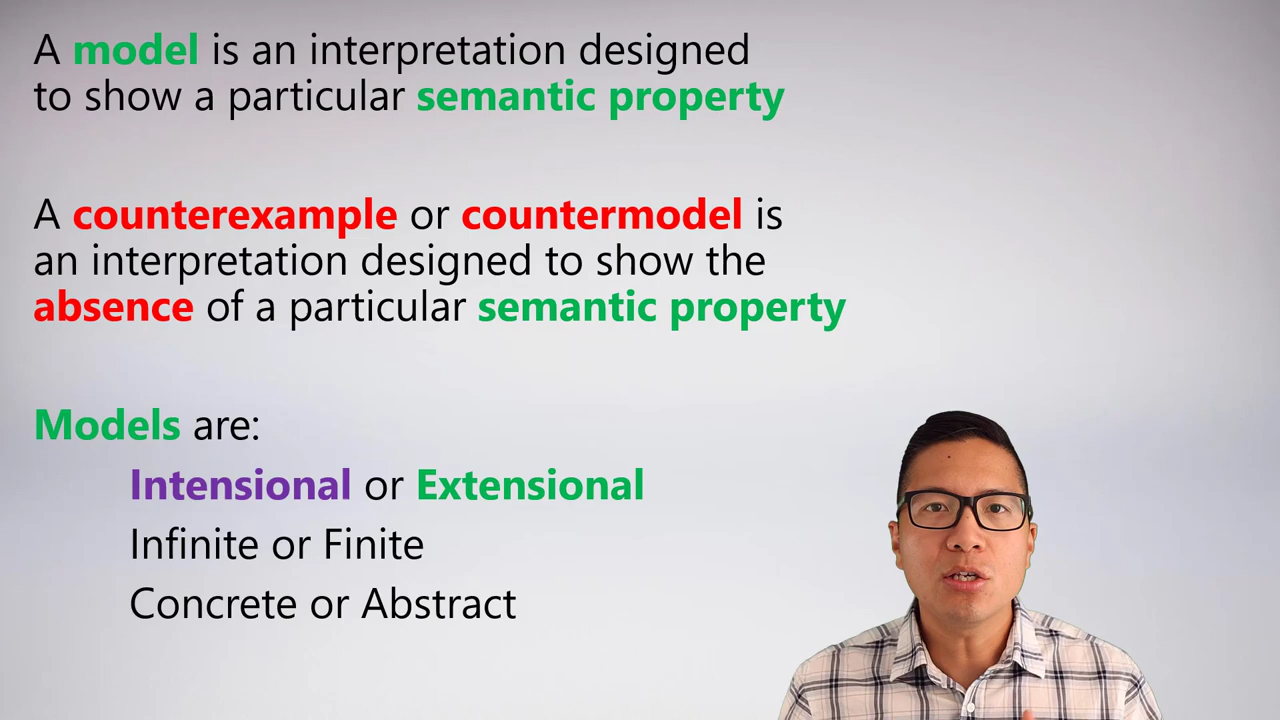 A model is an interpretation designed
to show a particular semantic property
A counterexample or countermodel is
an interpretation designed to show the
absence of a particular semantic property
Models are:
Intensional or Extensional
Infinite or Finite
Concrete or Abstract